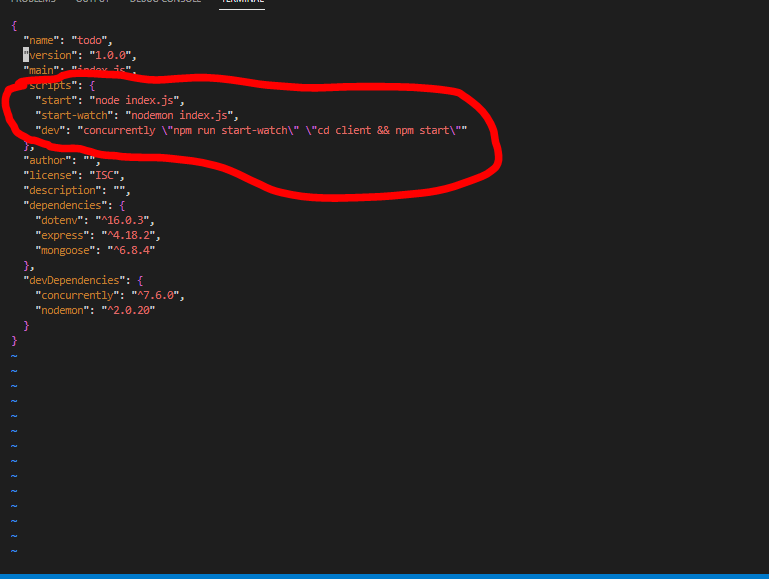 PROBLEMS OUTPUT DEBUG CONSOLE TERMINAL
{
  "name": "todo",
  "version": "1.0.0",
  "main": "index.js",
  "scripts": {
    "start": "node index.js",
    "start-watch": "nodemon index.js",
    "dev": "concurrently \"npm run start-watch\" \"cd client && npm start\""
  },
  "author": "",
  "license": "ISC",
  "description": "",
  "dependencies": {
    "dotenv": "^16.0.3",
    "express": "^4.18.2",
    "mongoose": "^6.8.4"
  },
  "devDependencies": {
    "concurrently": "^7.6.0",
    "nodemon": "^2.0.20"
  }
}
~
~
~
~
~
~
~
~
~
~
~
~
~
~